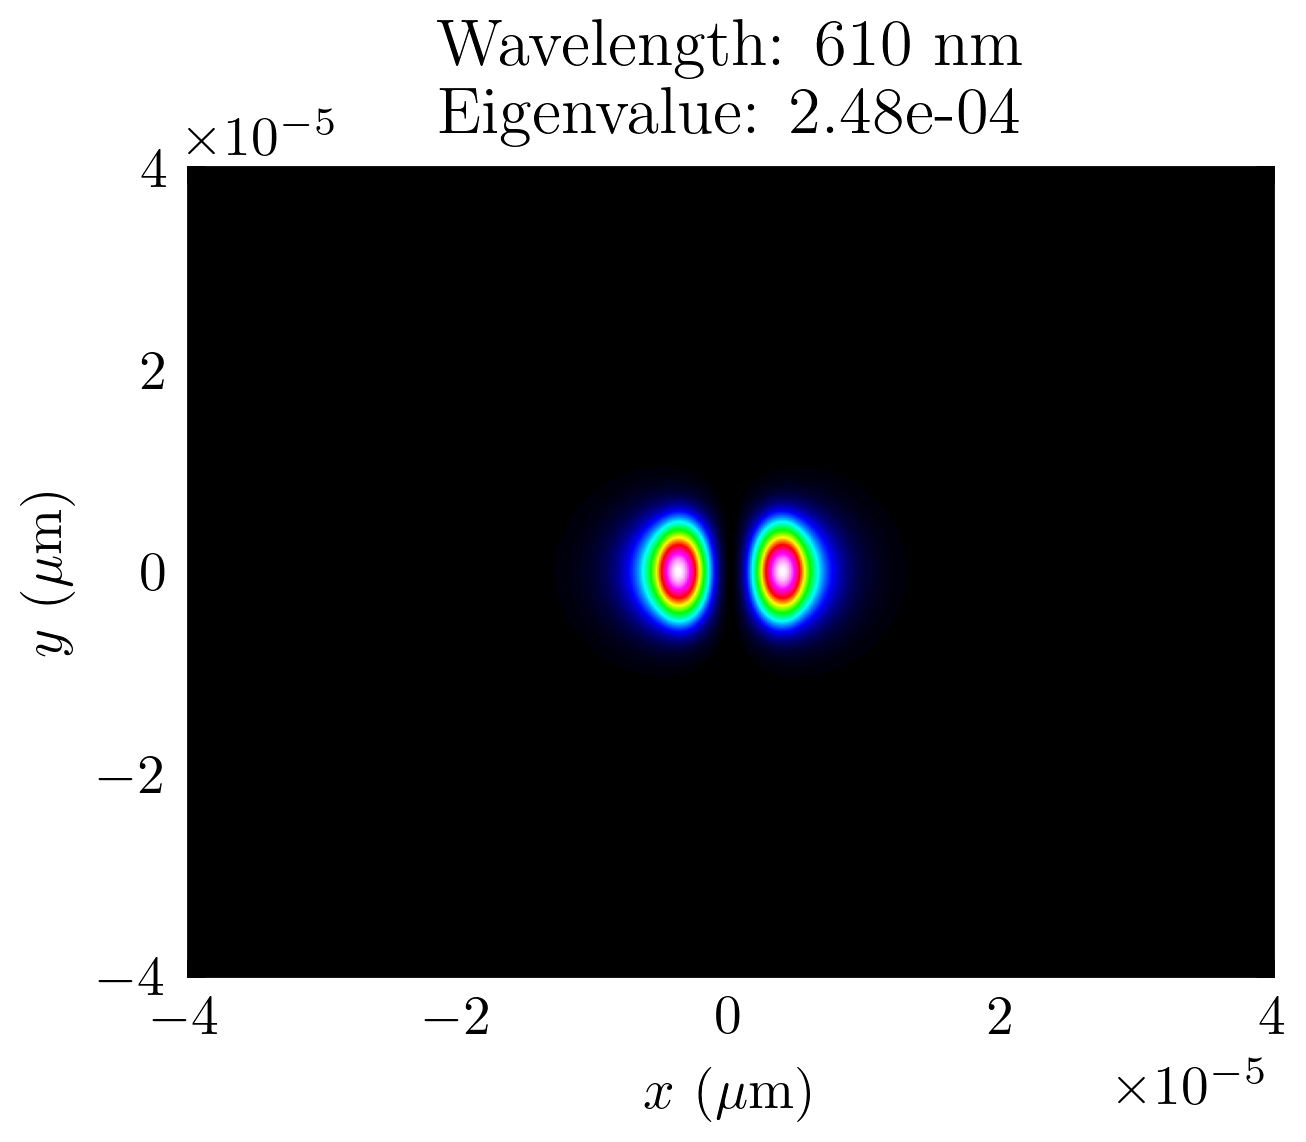 Wavelength: 610 nm
Eigenvalue: 2.48e-04
×10⁻⁵
4
2
0
−2
−4
y (μm)
−4 −2 0 2 4
x (μm)
×10⁻⁵